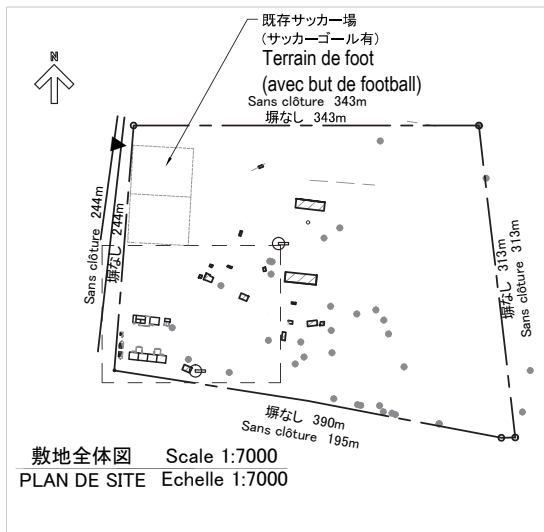 既存サッカー場
(サッカーゴール有)
Terrain de foot
(avec but de football)
N
Sans clôture 343m
塀なし 343m
Sans clôture 244m
塀なし 244m
塀なし 313m
Sans clôture 313m
塀なし 390m
Sans clôture 195m
敷地全体図 Scale 1:7000
PLAN DE SITE Echelle 1:7000